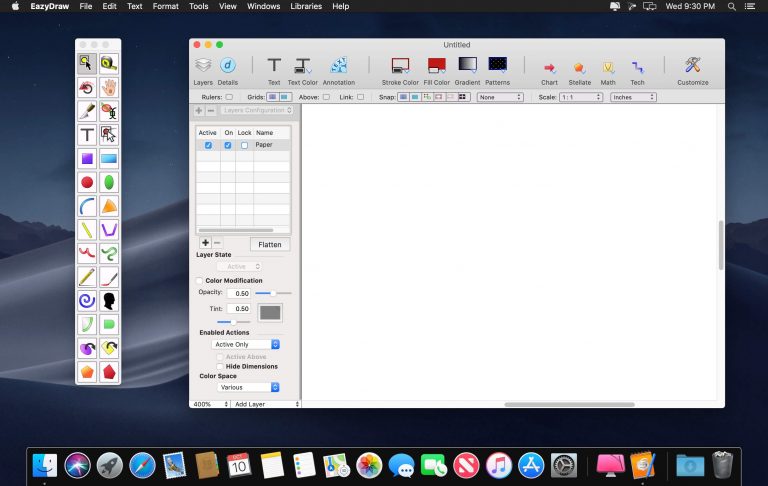 EazyDraw File Edit Text Format Tools View Windows Libraries Help Wed 9:30 PM
Untitled
T T
Layers Details Text Text Color Annotation Stroke Color Fill Color Gradient Patterns Chart Stellate Math Tech Customize
Rulers: Grids: Above: Link: Snap: None Scale: 1:1 Inches
Layers Configuration
Active On Lock Name
Paper
Flatten
Layer State
Active
Color Modification
Opacity: 0.50
Tint: 0.50
Enabled Actions
Active Only
Active Above
Hide Dimensions
Color Space
Various
400% Add Layer
T
10